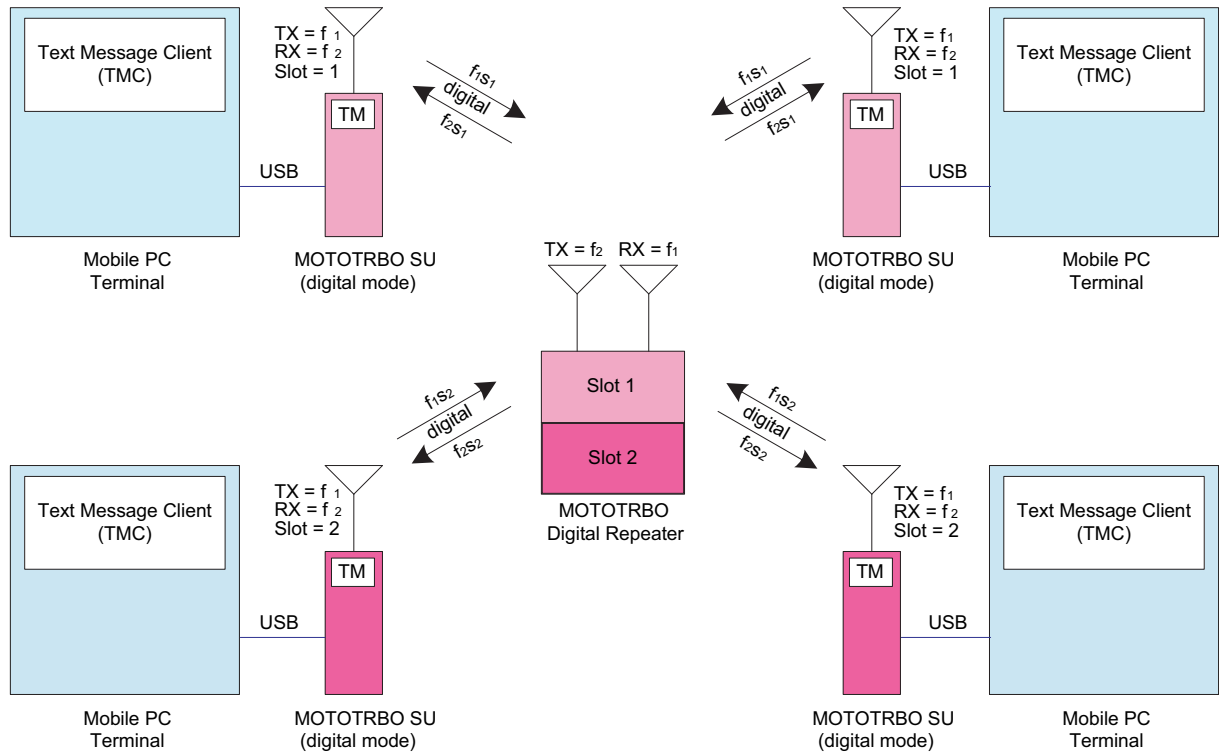 Text Message Client
(TMC)
TX = f 1
RX = f 2
Slot = 1
TM
f1s1
digital
f2s1
USB
Mobile PC
Terminal
MOTOTRBO SU
(digital mode)
f1s1
digital
f2s1
TX = f1
RX = f2
Slot = 1
TM
Text Message Client
(TMC)
USB
MOTOTRBO SU
(digital mode)
Mobile PC
Terminal
TX = f2
RX = f1
Slot 1
Slot 2
MOTOTRBO
Digital Repeater
Text Message Client
(TMC)
TX = f 1
RX = f 2
Slot = 2
TM
f1s2
digital
f2s2
USB
Mobile PC
Terminal
MOTOTRBO SU
(digital mode)
f1s2
digital
f2s2
TX = f1
RX = f2
Slot = 2
TM
Text Message Client
(TMC)
USB
MOTOTRBO SU
(digital mode)
Mobile PC
Terminal